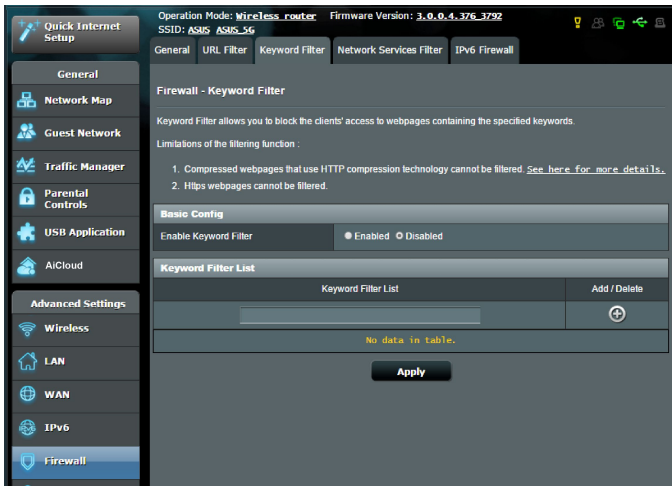 Quick Internet
Setup
Operation Mode: Wireless router Firmware Version: 3.0.0.4.376_3792
SSID: ASUS ASUS_5G
General URL Filter Keyword Filter Network Services Filter IPv6 Firewall
General
Network Map
Guest Network
Traffic Manager
Parental
Controls
USB Application
AiCloud
Advanced Settings
Wireless
LAN
WAN
IPv6
Firewall
Firewall - Keyword Filter
Keyword Filter allows you to block the clients' access to webpages containing the specified keywords.
Limitations of the filtering function :
1. Compressed webpages that use HTTP compression technology cannot be filtered. See here for more details.
2. Https webpages cannot be filtered.
Basic Config
Enable Keyword Filter Enabled Disabled
Keyword Filter List
Keyword Filter List Add / Delete
No data in table.
Apply